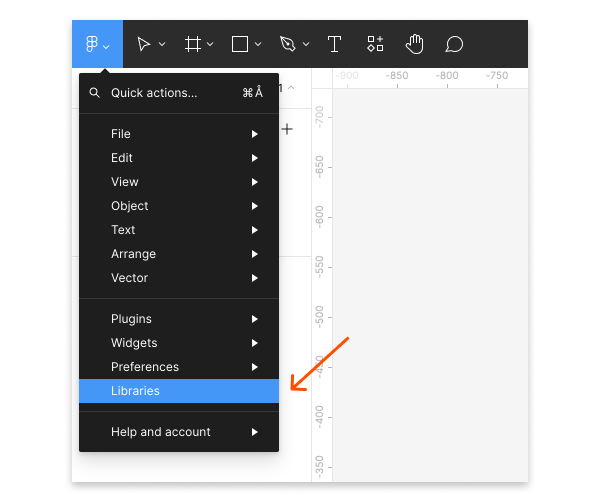 Quick actions... ⌘Å
1
File
Edit
View
Object
Text
Arrange
Vector
Plugins
Widgets
Preferences
Libraries
Help and account
-900 -850 -800 -750
-700
-650
-600
-550
-500
-450
-400
-350